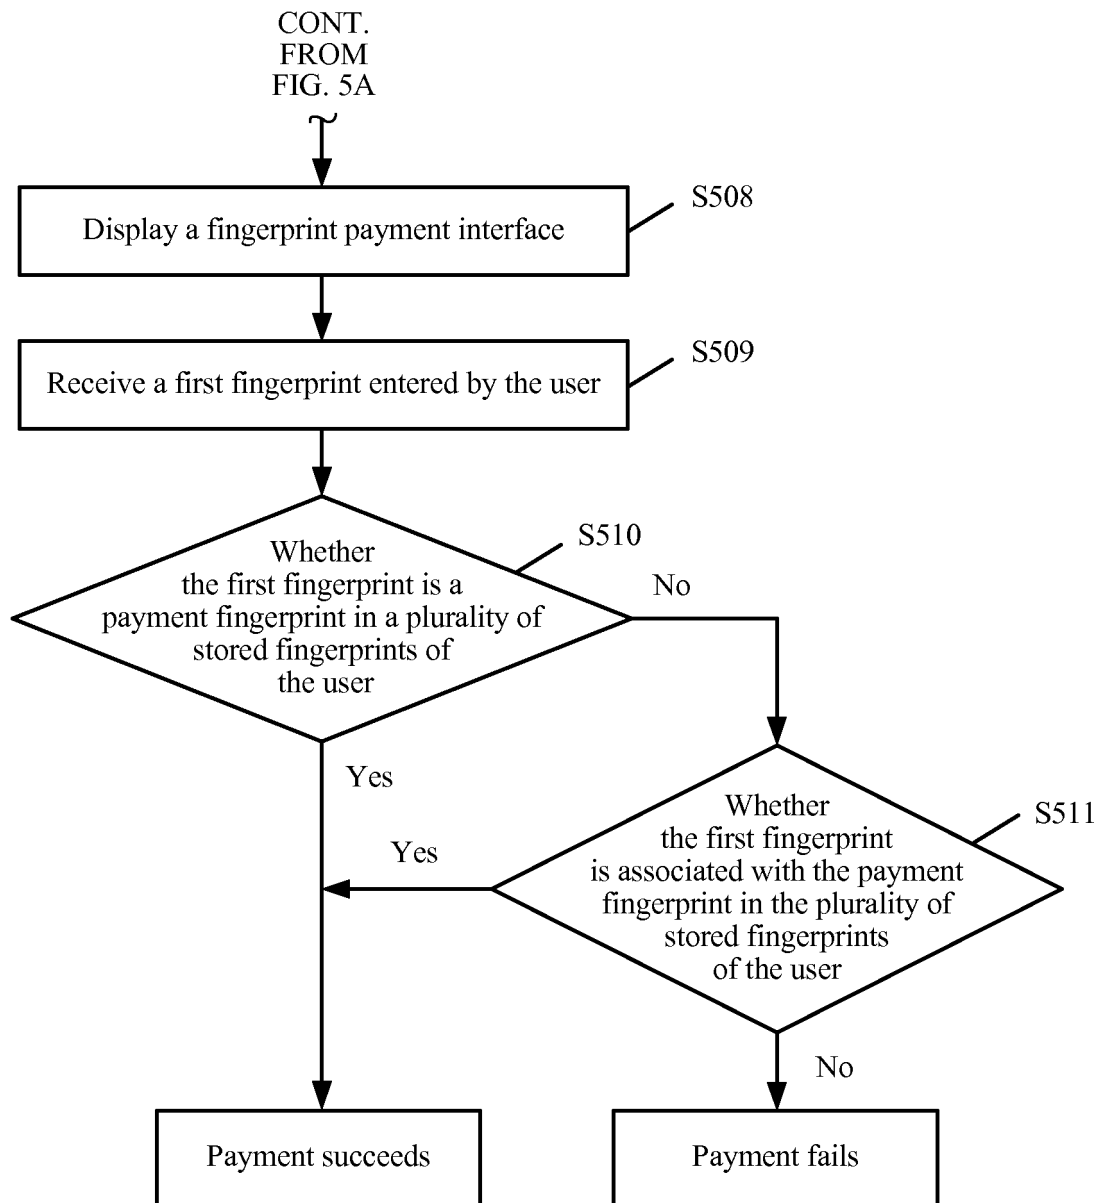 CONT.
FROM
FIG. 5A
S508
Display a fingerprint payment interface
S509
Receive a first fingerprint entered by the user
S510
Whether
the first fingerprint is a
payment fingerprint in a plurality of
stored fingerprints of
the user
No
Yes
S511
Whether
the first fingerprint
is associated with the payment
fingerprint in the plurality of
stored fingerprints
of the user
Yes
No
Payment succeeds
Payment fails